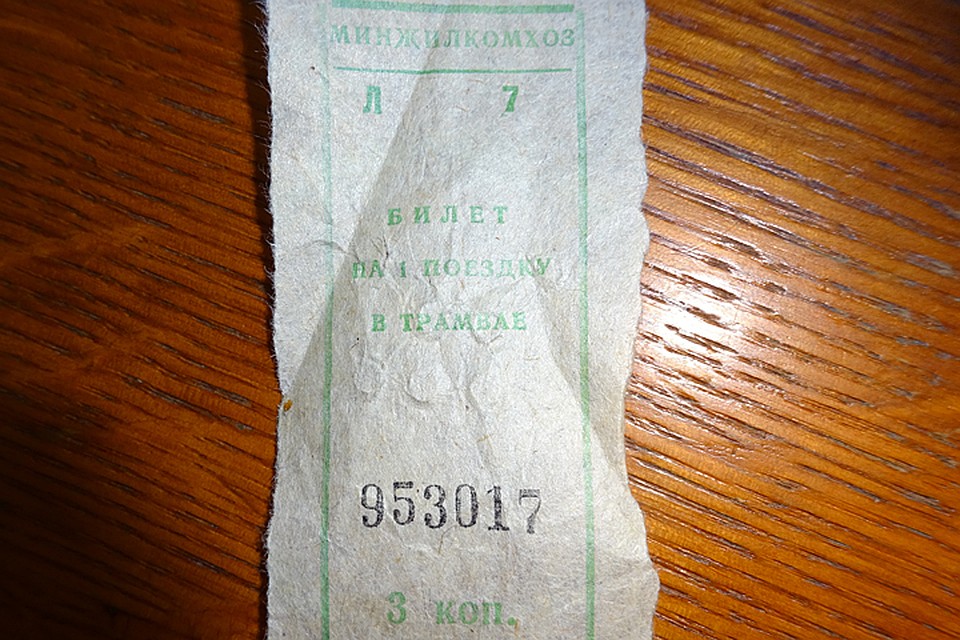 МИНЖИЛКОМХОЗ
Л 7
БИЛЕТ
НА 1 ПОЕЗДКУ
В ТРАМВАЕ
953017
3 коп.